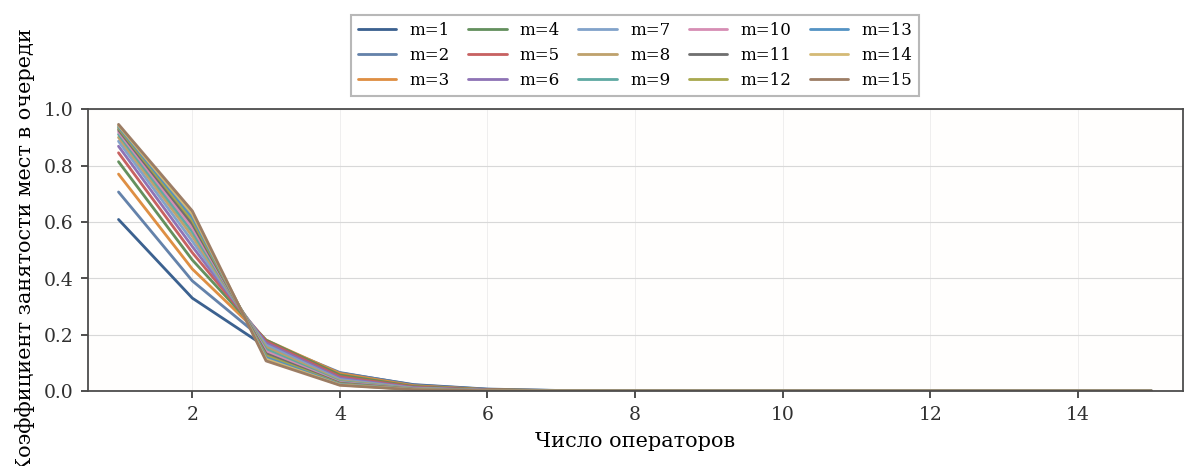 m=1 m=4 m=7 m=10 m=13
m=2 m=5 m=8 m=11 m=14
m=3 m=6 m=9 m=12 m=15
Коэффициент занятости мест в очереди
1.0
0.8
0.6
0.4
0.2
0.0
2 4 6 8 10 12 14
Число операторов